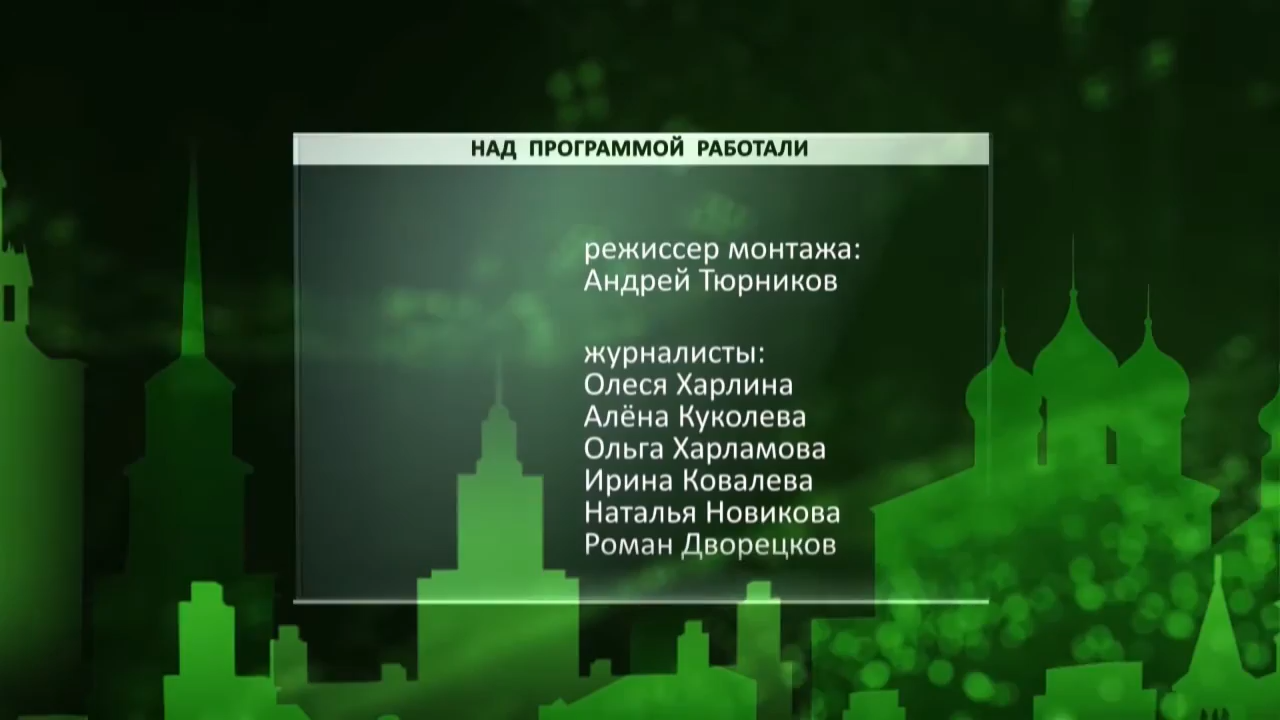 НАД ПРОГРАММОЙ РАБОТАЛИ
режиссер монтажа:
Андрей Тюрников
журналисты:
Олеся Харлина
Алёна Куколева
Ольга Харламова
Ирина Ковалева
Наталья Новикова
Роман Дворецков